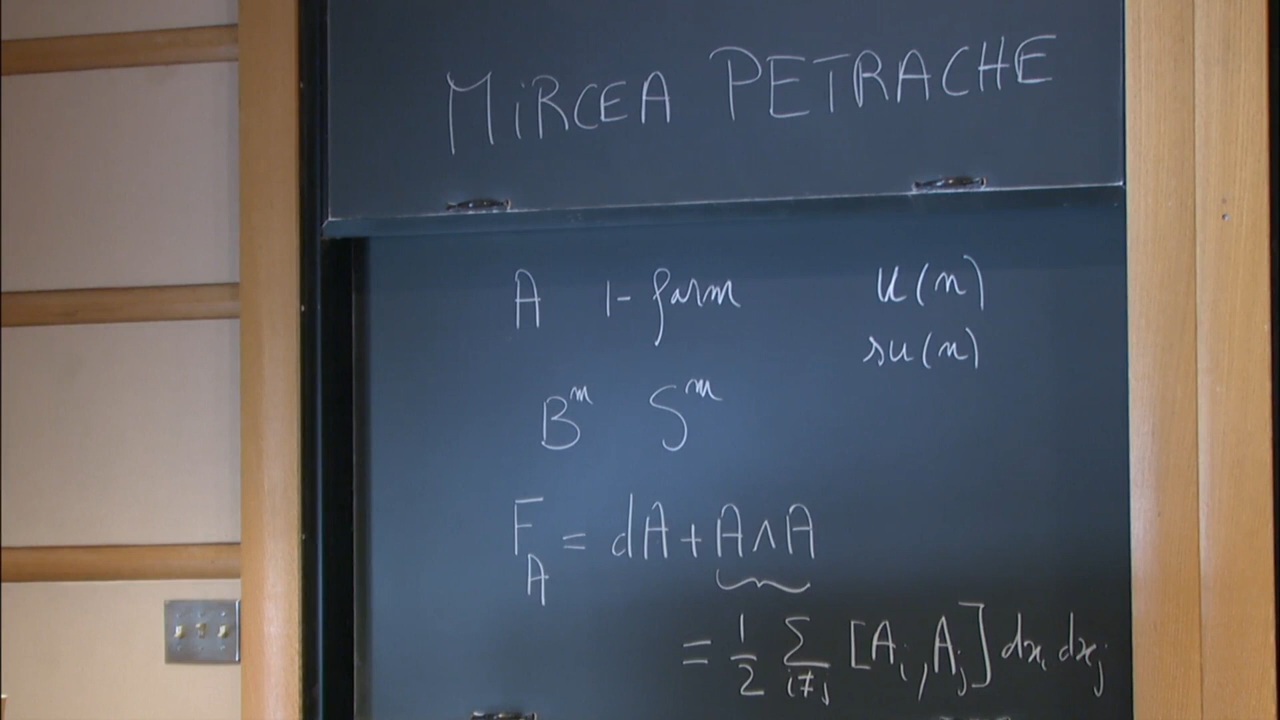 MiRCEA PETRACHE
A 1-form u(n)
su(n)
B^m S^m
F_A = dA + A∧A
= 1/2 Σ_{i≠j} [A_i, A_j] dx_i dx_j